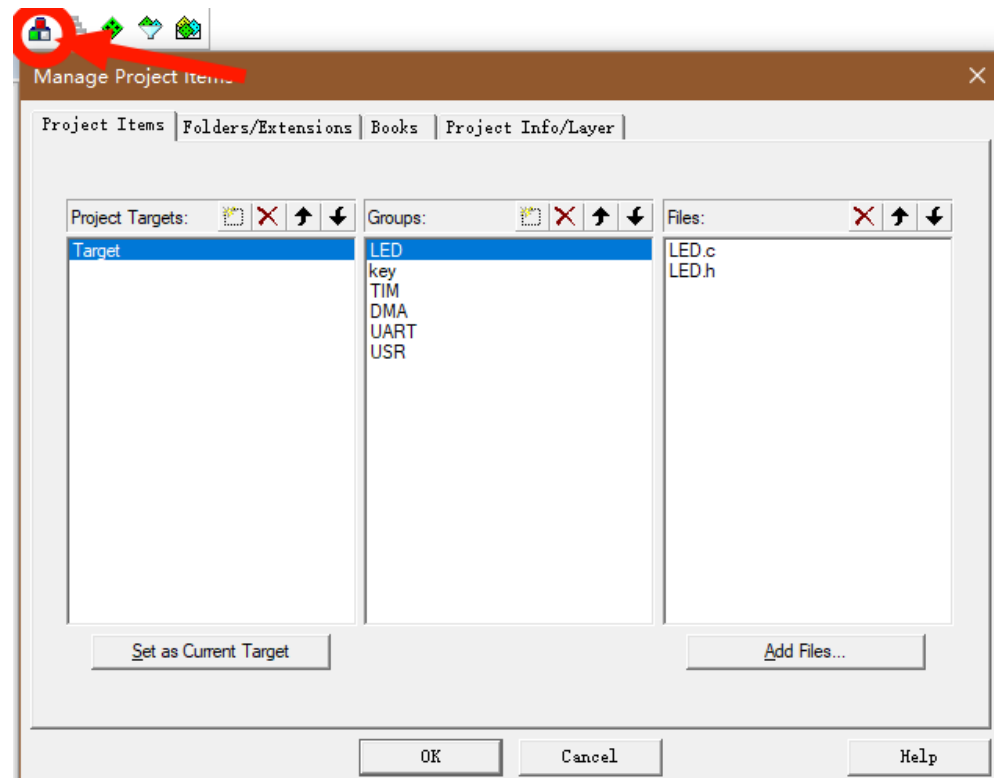 Manage Project Items
Project Items Folders/Extensions Books Project Info/Layer
Project Targets: Groups: Files:
Target LED LED.c
key LED.h
TIM
DMA
UART
USR
Set as Current Target Add Files...
OK Cancel Help